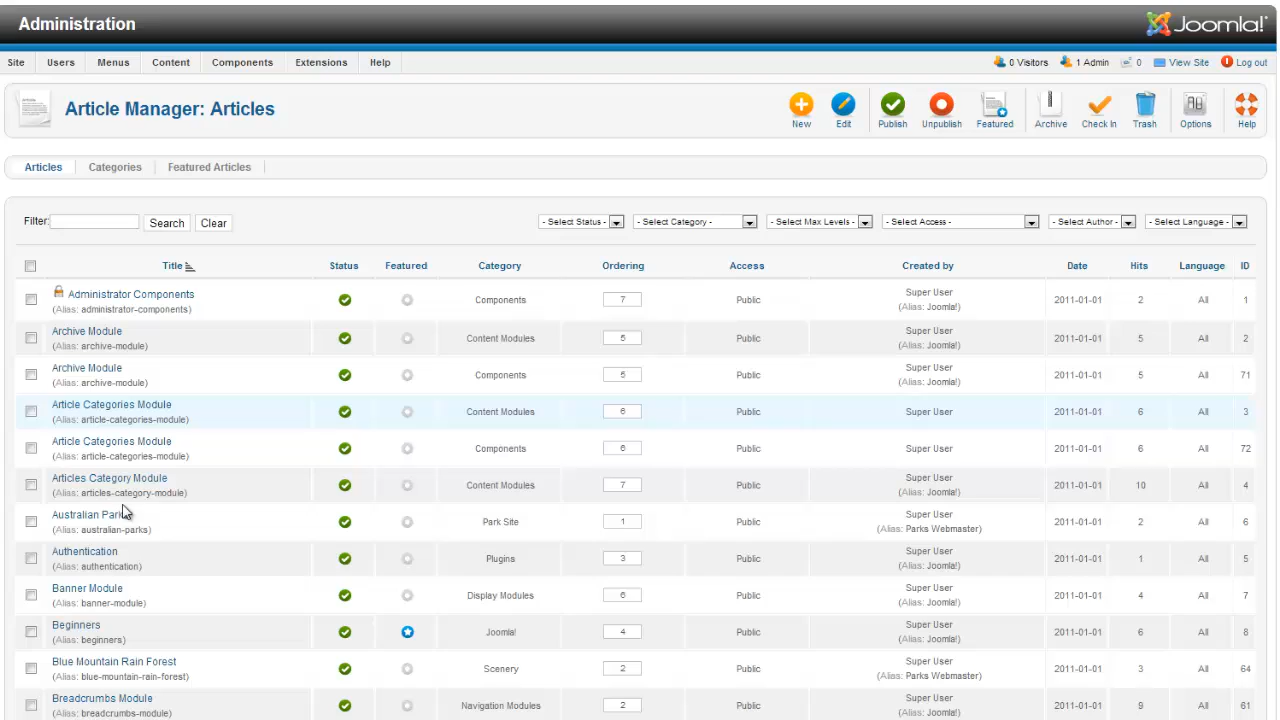 Administration
Joomla!
Site Users Menus Content Components Extensions Help 0 Visitors 1 Admin 0 View Site Log out
Article Manager: Articles
New Edit Publish Unpublish Featured Archive Check In Trash Options Help
Articles Categories Featured Articles
Filter: Search Clear - Select Status - - Select Category - - Select Max Levels - - Select Access - - Select Author - - Select Language -
Title Status Featured Category Ordering Access Created by Date Hits Language ID
Administrator Components Components 7 Public Super User 2011-01-01 2 All 1
(Alias: administrator-components) (Alias: Joomla!)
Archive Module Content Modules 5 Public Super User 2011-01-01 5 All 2
(Alias: archive-module) (Alias: Joomla!)
Archive Module Components 5 Public Super User 2011-01-01 5 All 71
(Alias: archive-module) (Alias: Joomla!)
Article Categories Module Content Modules 6 Public Super User 2011-01-01 6 All 3
(Alias: article-categories-module)
Article Categories Module Components 6 Public Super User 2011-01-01 6 All 72
(Alias: article-categories-module)
Articles Category Module Content Modules 7 Public Super User 2011-01-01 10 All 4
(Alias: articles-category-module) (Alias: Joomla!)
Australian Parks Park Site 1 Public Super User 2011-01-01 2 All 6
(Alias: australian-parks) (Alias: Parks Webmaster)
Authentication Plugins 3 Public Super User 2011-01-01 1 All 5
(Alias: authentication) (Alias: Joomla!)
Banner Module Display Modules 6 Public Super User 2011-01-01 4 All 7
(Alias: banner-module) (Alias: Joomla!)
Beginners Joomla! 4 Public Super User 2011-01-01 6 All 8
(Alias: beginners) (Alias: Joomla!)
Blue Mountain Rain Forest Scenery 2 Public Super User 2011-01-01 3 All 64
(Alias: blue-mountain-rain-forest) (Alias: Parks Webmaster)
Breadcrumbs Module Navigation Modules 2 Public Super User 2011-01-01 9 All 61
(Alias: breadcrumbs-module) (Alias: Joomla!)